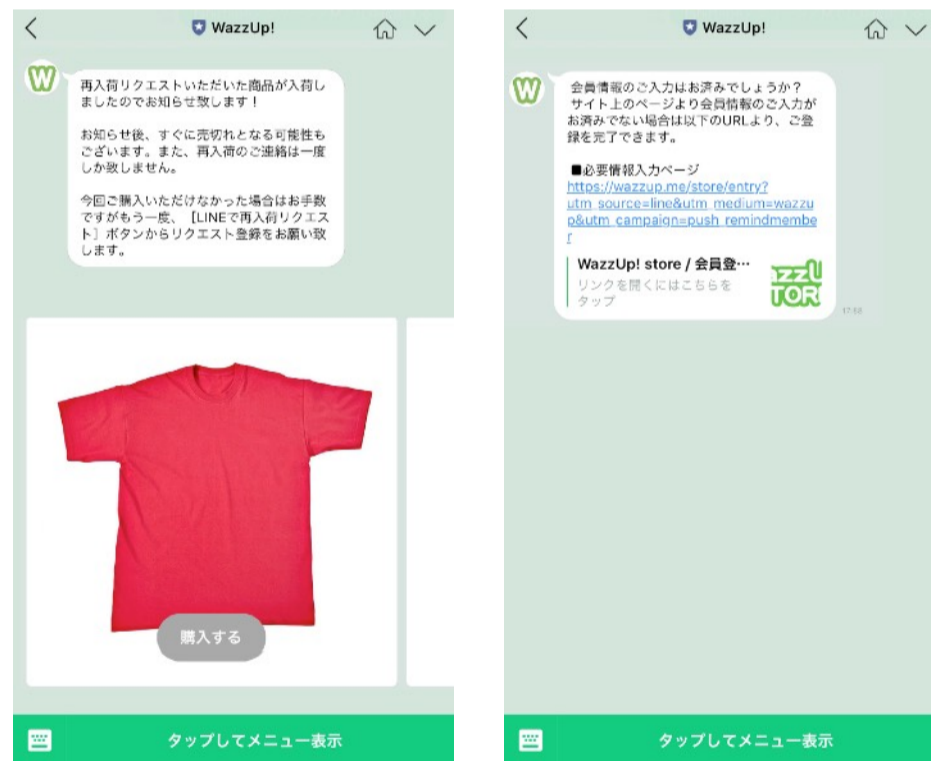 WazzUp!
W
再入荷リクエストいただいた商品が入荷し
ましたのでお知らせ致します！
お知らせ後、すぐに売切れとなる可能性も
ございます。また、再入荷のご連絡は一度
しか致しません。
今回ご購入いただけなかった場合はお手数
ですがもう一度、［LINEで再入荷リクエス
ト］ボタンからリクエスト登録をお願い致
します。
購入する
タップしてメニュー表示
WazzUp!
W
会員情報のご入力はお済みでしょうか？
サイト上のページより会員情報のご入力が
お済みでない場合は以下のURLより、ご登
録を完了できます。
■必要情報入力ページ
https://wazzup.me/store/entry?
utm_source=line&utm_medium=wazzu
p&utm_campaign=push_remindmembe
r
WazzUp! store / 会員登…
リンクを開くにはこちらを
タップ
azzU
TOR
タップしてメニュー表示